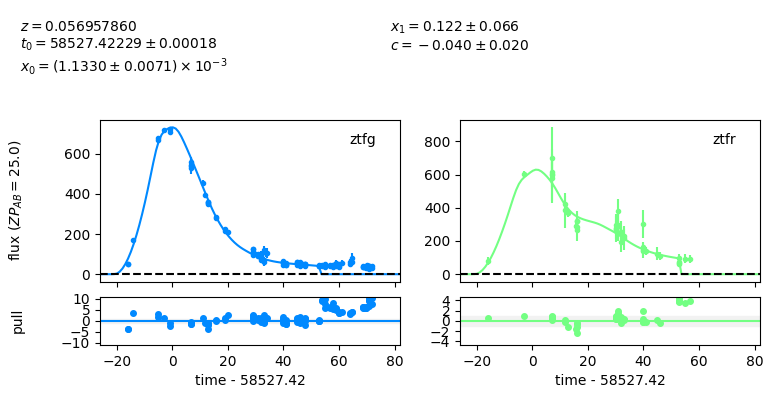 z = 0.056957860
t₀ = 58527.42229 ± 0.00018
x₀ = (1.1330 ± 0.0071) × 10⁻³
x₁ = 0.122 ± 0.066
c = −0.040 ± 0.020
flux (ZP_AB = 25.0)
600
400
200
0
ztfg
800
600
400
200
0
ztfr
pull
10
5
0
−5
−10
−20
0
20
40
60
80
time - 58527.42
4
2
0
−2
−4
−20
0
20
40
60
80
time - 58527.42